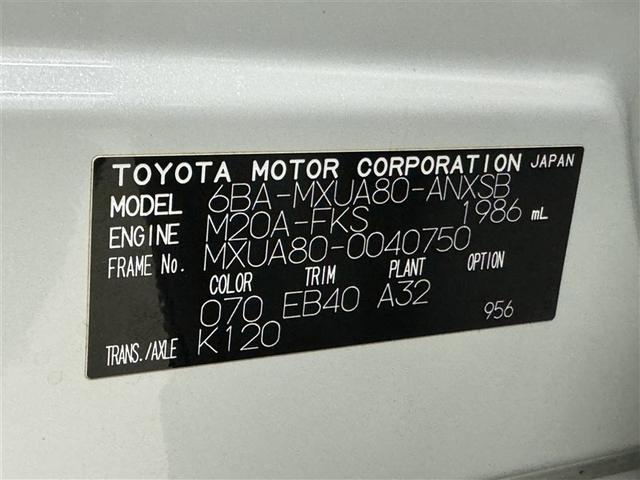 TOYOTA MOTOR CORPORATION JAPAN
MODEL 6BA-MXUA80-ANXSB
ENGINE M20A-FKS 1986 mL
FRAME No. MXUA80-0040750
COLOR TRIM PLANT OPTION
070 EB40 A32
956
TRANS./AXLE K120